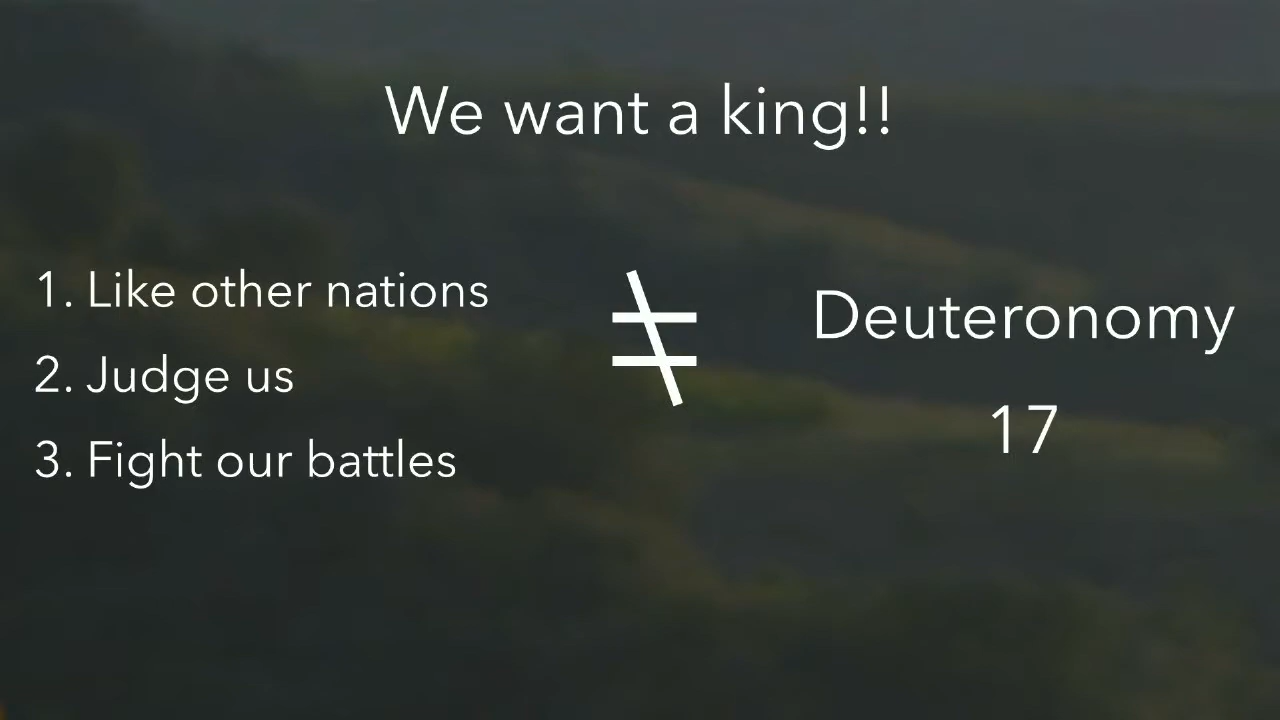 We want a king!!
1. Like other nations
2. Judge us
3. Fight our battles
≠
Deuteronomy
17